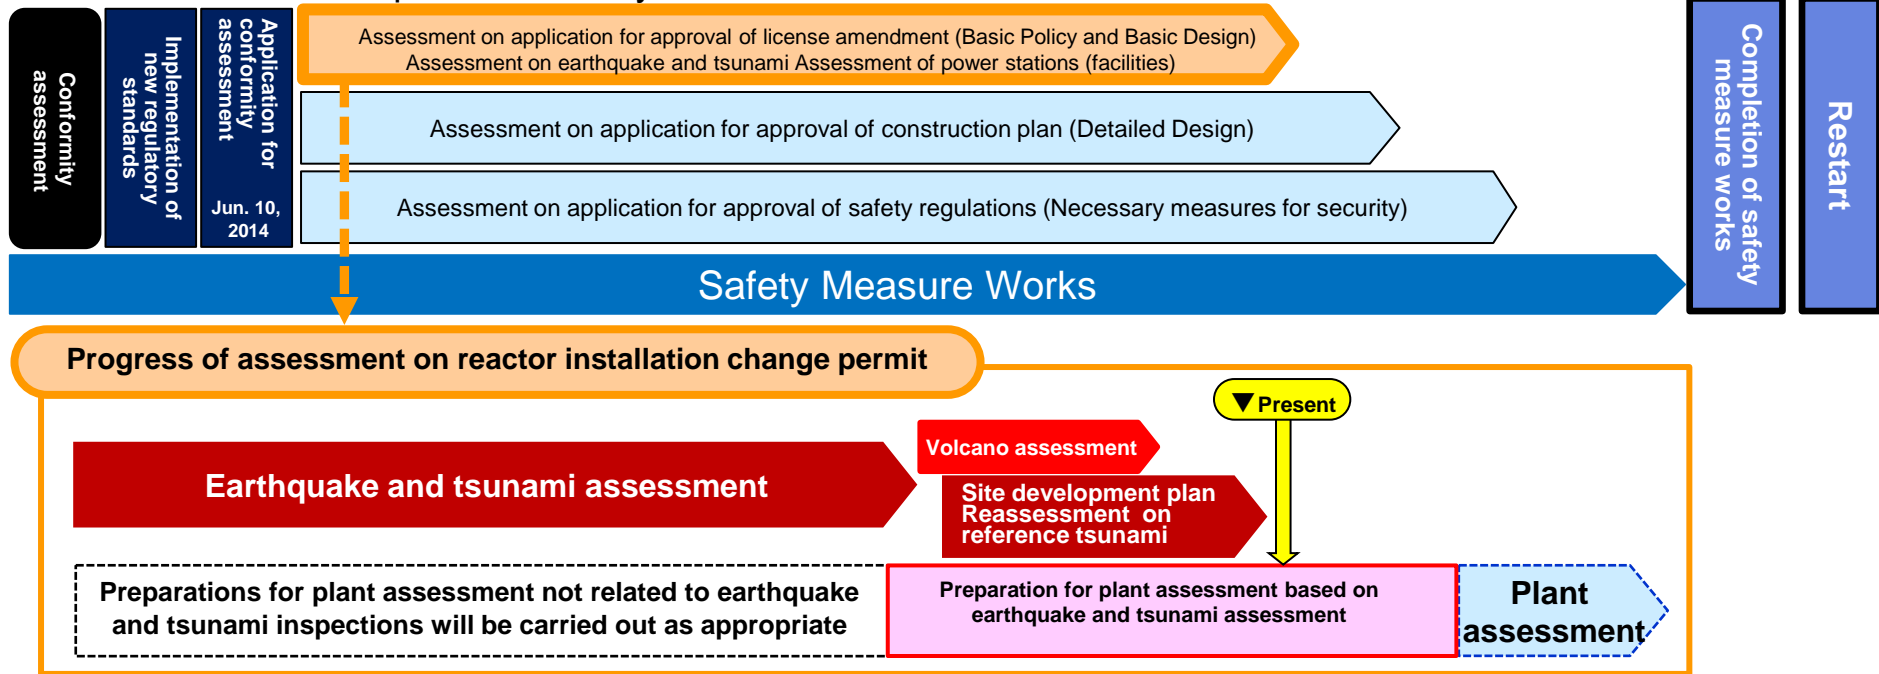 Conformity
assessment
Implementation of
new regulatory
standards
Application for
conformity
assessment
Jun. 10,
2014
Assessment on application for approval of license amendment (Basic Policy and Basic Design)
Assessment on earthquake and tsunami Assessment of power stations (facilities)
Assessment on application for approval of construction plan (Detailed Design)
Assessment on application for approval of safety regulations (Necessary measures for security)
Safety Measure Works
Completion of safety
measure works
Restart
Progress of assessment on reactor installation change permit
▼Present
Earthquake and tsunami assessment
Volcano assessment
Site development plan
Reassessment on
reference tsunami
Preparations for plant assessment not related to earthquake
and tsunami inspections will be carried out as appropriate
Preparation for plant assessment based on
earthquake and tsunami assessment
Plant
assessment